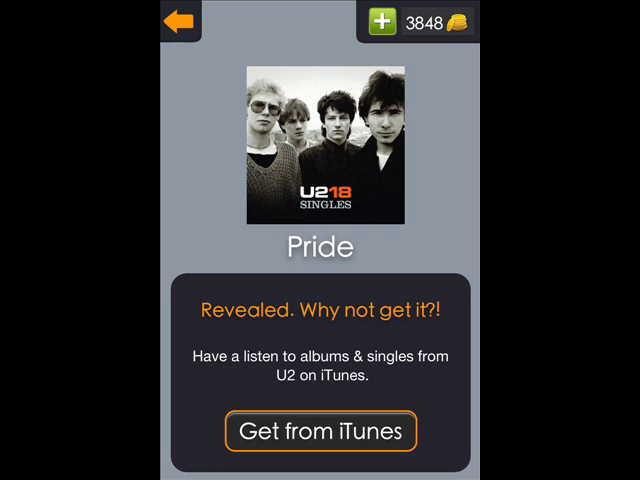 3848
U218
SINGLES
Pride
Revealed. Why not get it?!
Have a listen to albums & singles from
U2 on iTunes.
Get from iTunes